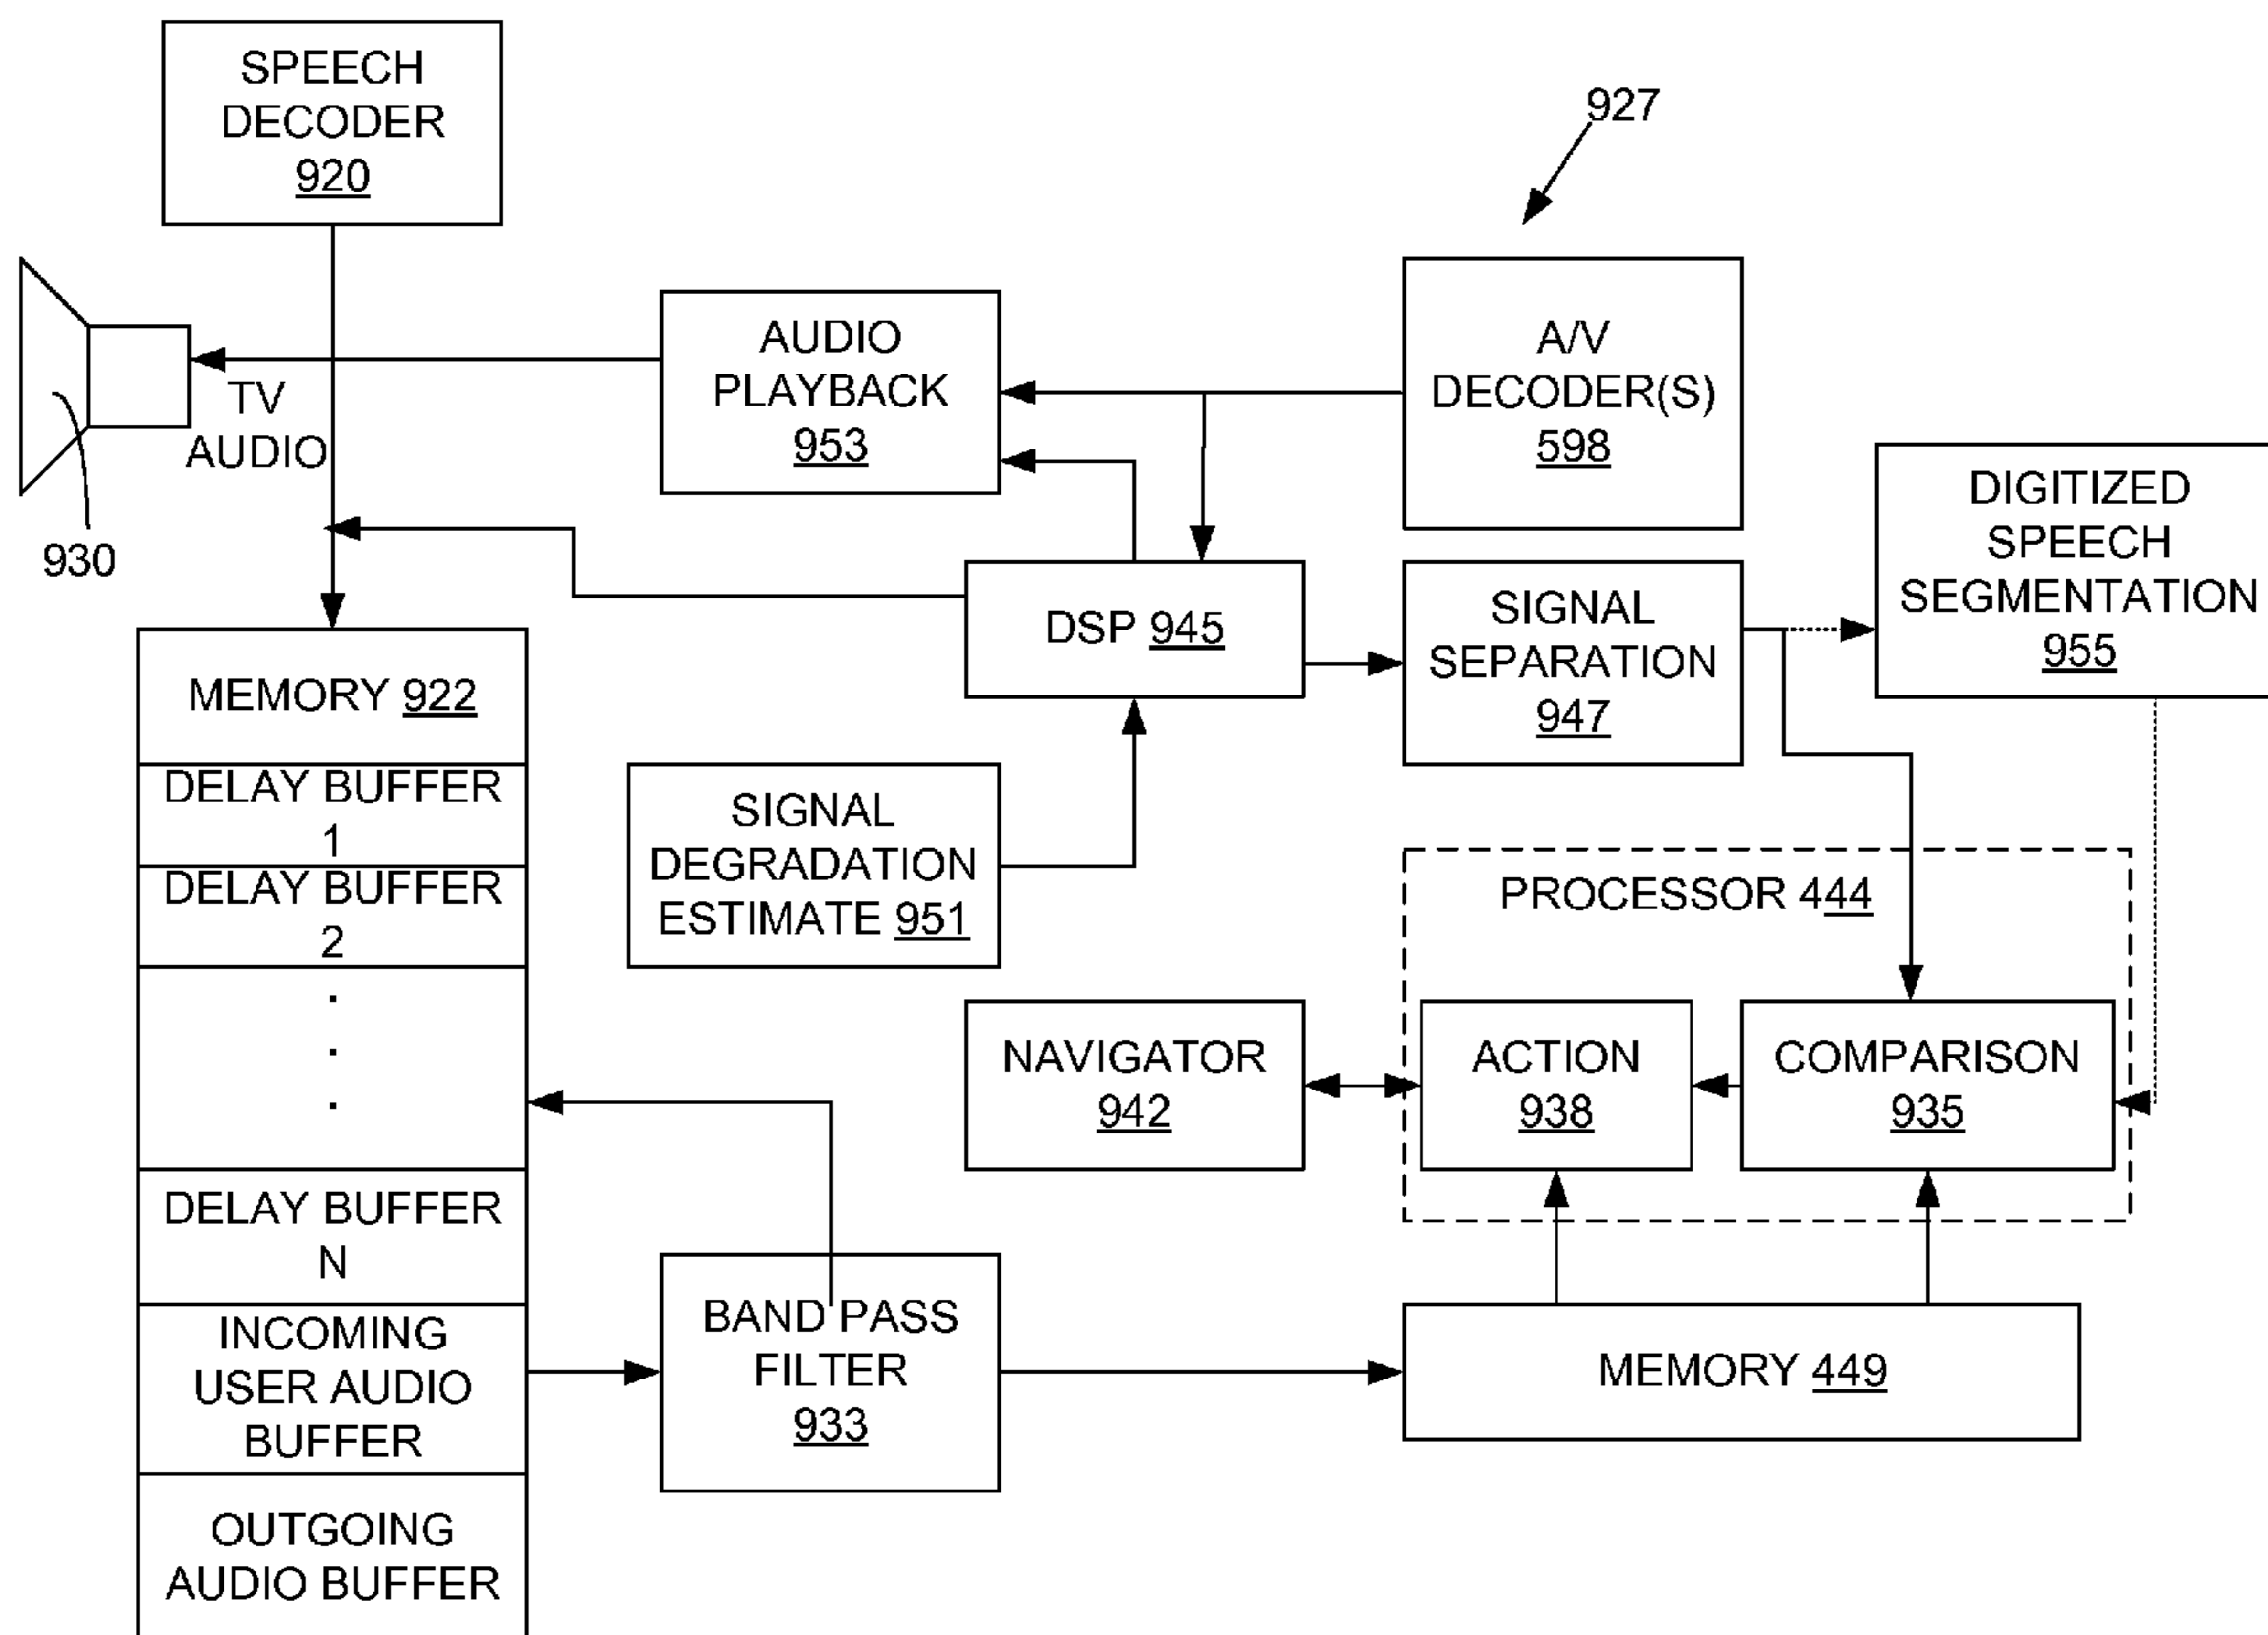 SPEECH
DECODER
920
927
TV
AUDIO
930
AUDIO
PLAYBACK
953
A/V
DECODER(S)
598
DIGITIZED
SPEECH
SEGMENTATION
955
DSP 945
SIGNAL
SEPARATION
947
MEMORY 922
DELAY BUFFER
1
DELAY BUFFER
2
.
.
.
DELAY BUFFER
N
INCOMING
USER AUDIO
BUFFER
OUTGOING
AUDIO BUFFER
SIGNAL
DEGRADATION
ESTIMATE 951
PROCESSOR 444
NAVIGATOR
942
ACTION
938
COMPARISON
935
BAND PASS
FILTER
933
MEMORY 449